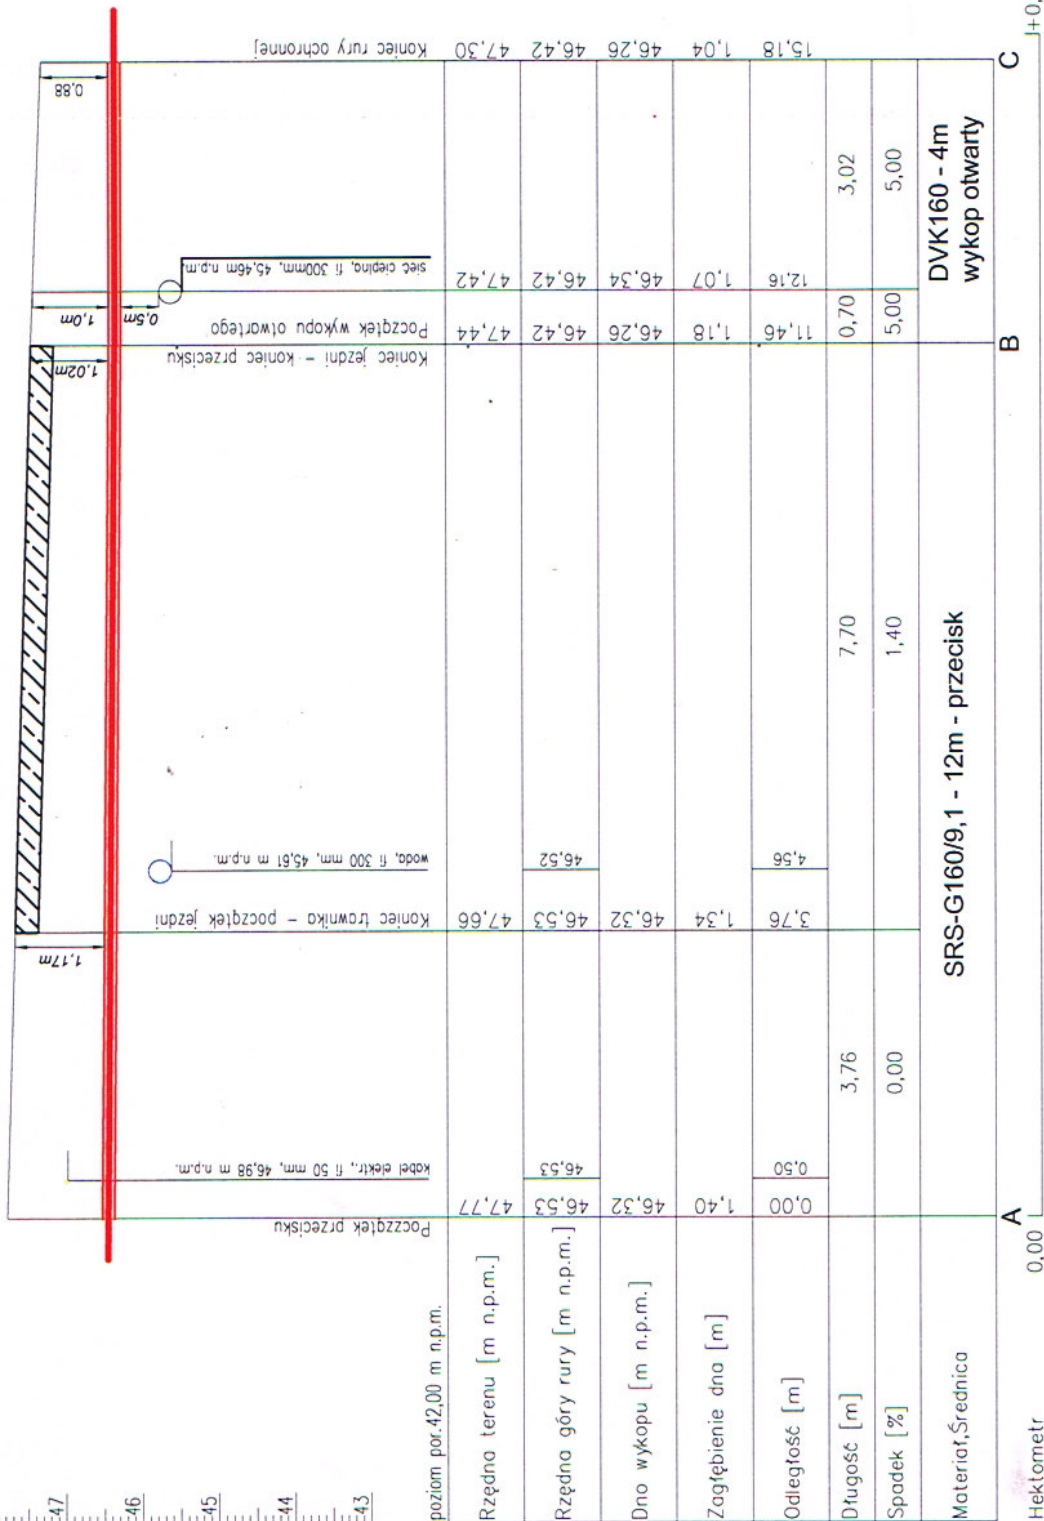 47
46
45
44
43
poziom por.42,00 m n.p.m.
0,88
1,0m
0,5m
1,02m
1,17m
Początek przecisku
kabel elektr., fi 50 mm, 46,98 m n.p.m.
Koniec trawnika – początek jezdni
woda, fi 300 mm, 45,61 m n.p.m.
Koniec jezdni – koniec przecisku
Początek wykopu otwartego
sieć cieplna, fi 300mm, 45,46m n.p.m.
Koniec rury ochronnej
Rzędna terenu [m n.p.m.]
47,77
47,66
47,44
47,42
47,30
Rzędna góry rury [m n.p.m.]
46,53
46,53
46,53
46,52
46,42
46,42
46,42
Dno wykopu [m n.p.m.]
46,32
46,32
46,26
46,34
46,26
Zagłębienie dna [m]
1,40
1,34
1,18
1,07
1,04
Odległość [m]
0,00
0,50
3,76
4,56
11,46
12,16
15,18
Długość [m]
3,76
7,70
0,70
3,02
Spadek [%]
0,00
1,40
5,00
5,00
Materiał,Średnica
SRS-G160/9,1 - 12m - przecisk
DVK160 - 4m
wykop otwarty
A
B
C
Hektometr
0,00